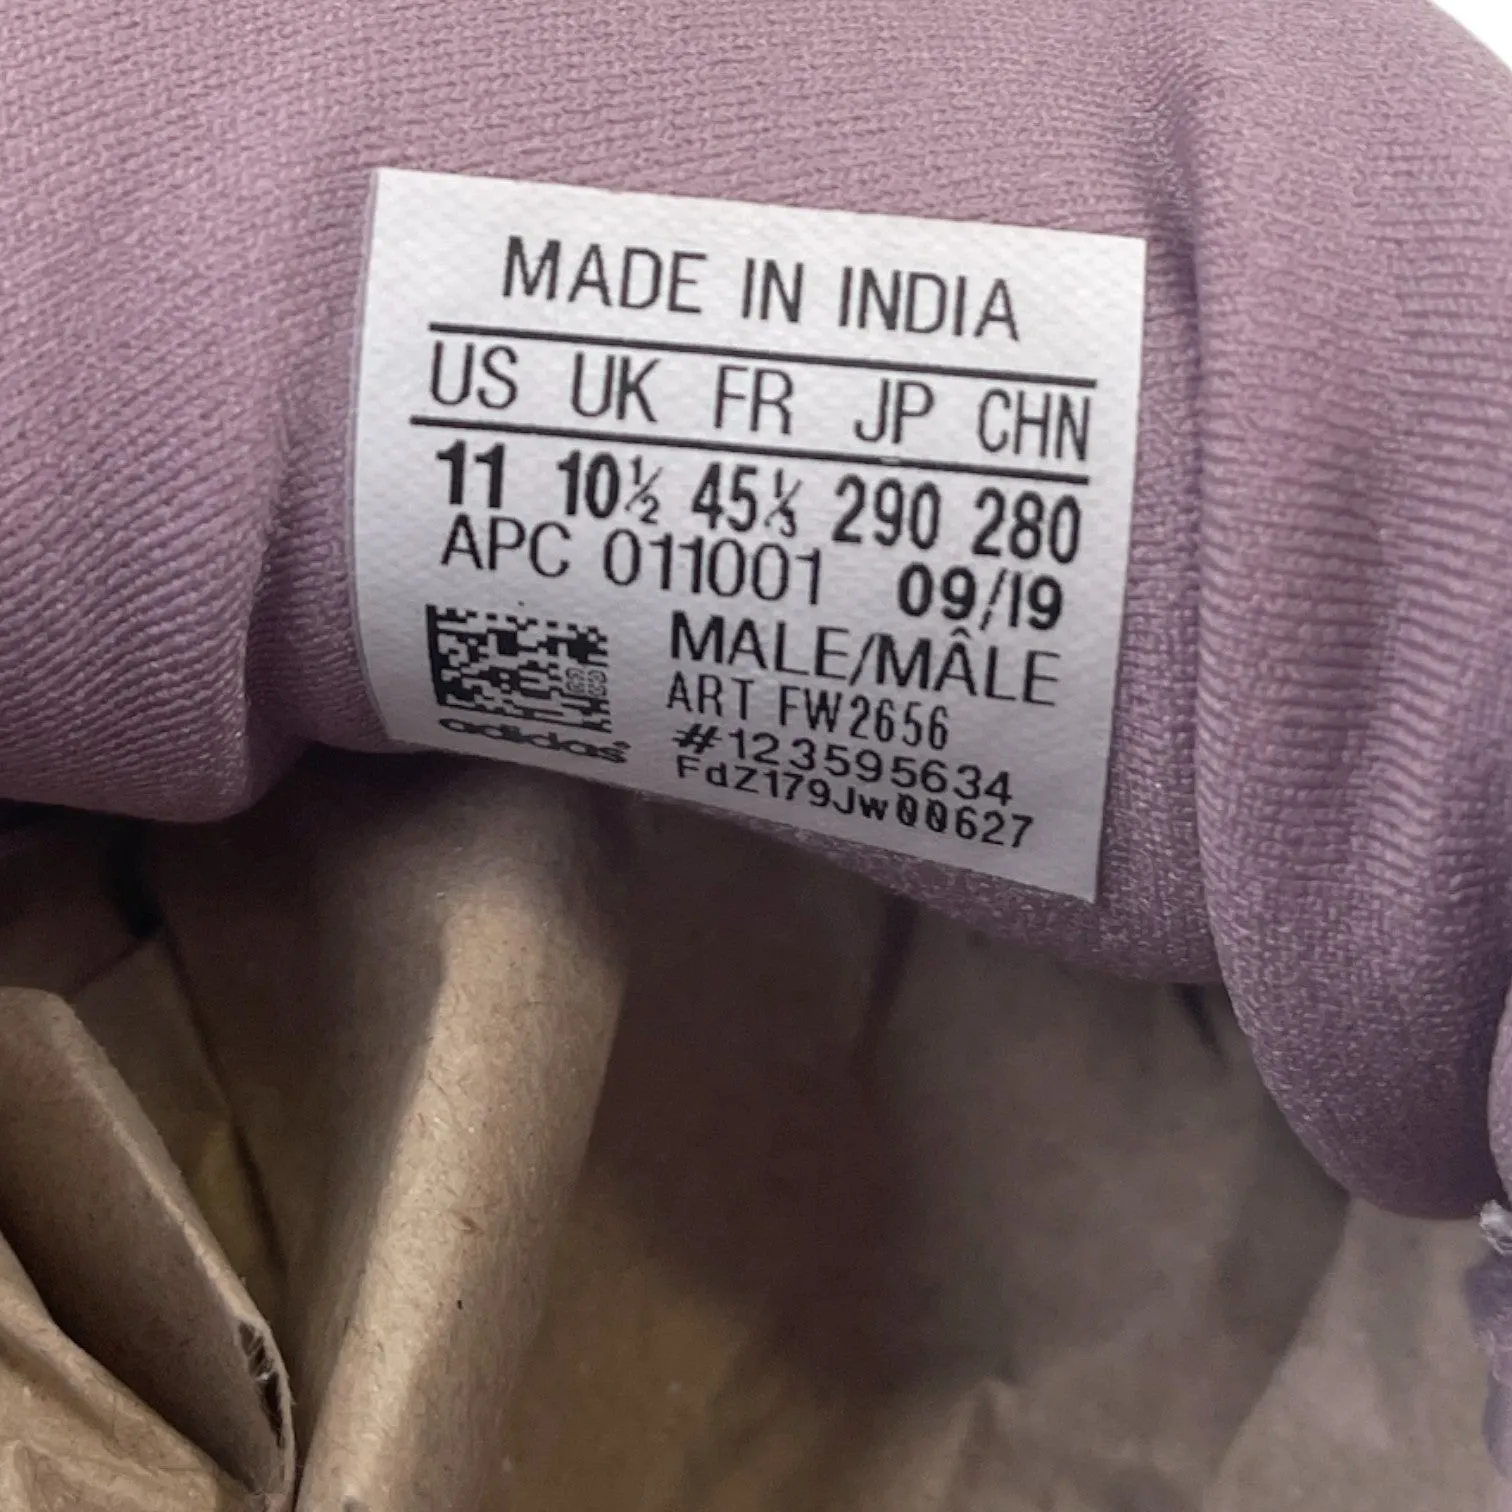 MADE IN INDIA
US UK FR JP CHN
11 10½ 45⅓ 290 280
APC 011001 09/19
MALE/MÂLE
ART FW2656
#123595634
FdZ179Jw00627
adidas